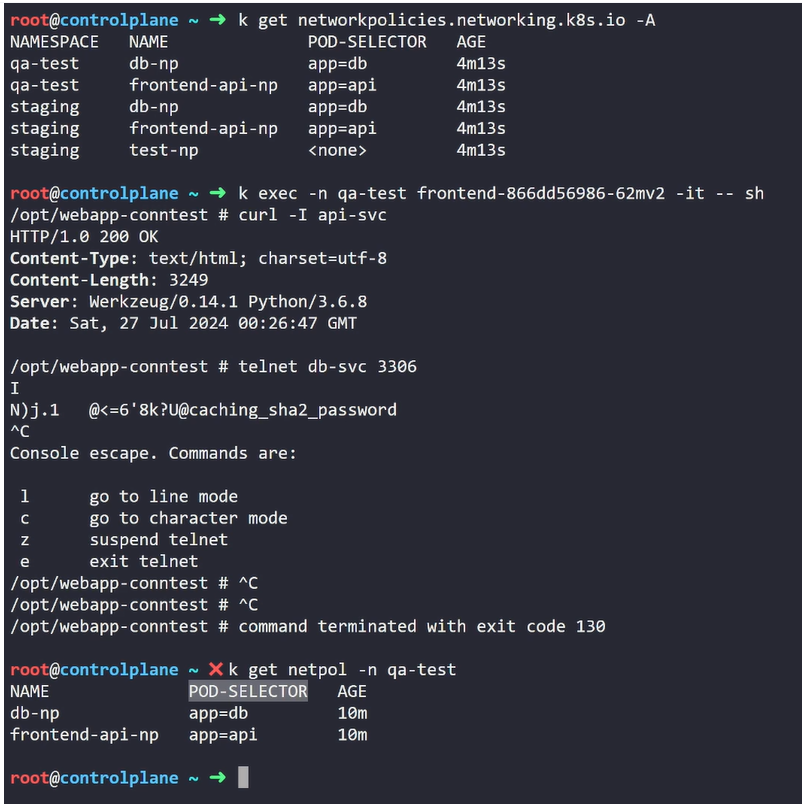 root@controlplane ~ ➜ k get networkpolicies.networking.k8s.io -A
NAMESPACE   NAME              POD-SELECTOR   AGE
qa-test     db-np             app=db         4m13s
qa-test     frontend-api-np   app=api        4m13s
staging     db-np             app=db         4m13s
staging     frontend-api-np   app=api        4m13s
staging     test-np           <none>         4m13s
root@controlplane ~ ➜ k exec -n qa-test frontend-866dd56986-62mv2 -it -- sh
/opt/webapp-conntest # curl -I api-svc
HTTP/1.0 200 OK
Content-Type: text/html; charset=utf-8
Content-Length: 3249
Server: Werkzeug/0.14.1 Python/3.6.8
Date: Sat, 27 Jul 2024 00:26:47 GMT
/opt/webapp-conntest # telnet db-svc 3306
I
N)j.1   @<=6'8k?U@caching_sha2_password
^C
Console escape. Commands are:
l      go to line mode
c      go to character mode
z      suspend telnet
e      exit telnet
/opt/webapp-conntest # ^C
/opt/webapp-conntest # ^C
/opt/webapp-conntest # command terminated with exit code 130
root@controlplane ~ ✖ k get netpol -n qa-test
NAME              POD-SELECTOR   AGE
db-np             app=db         10m
frontend-api-np   app=api        10m
root@controlplane ~ ➜